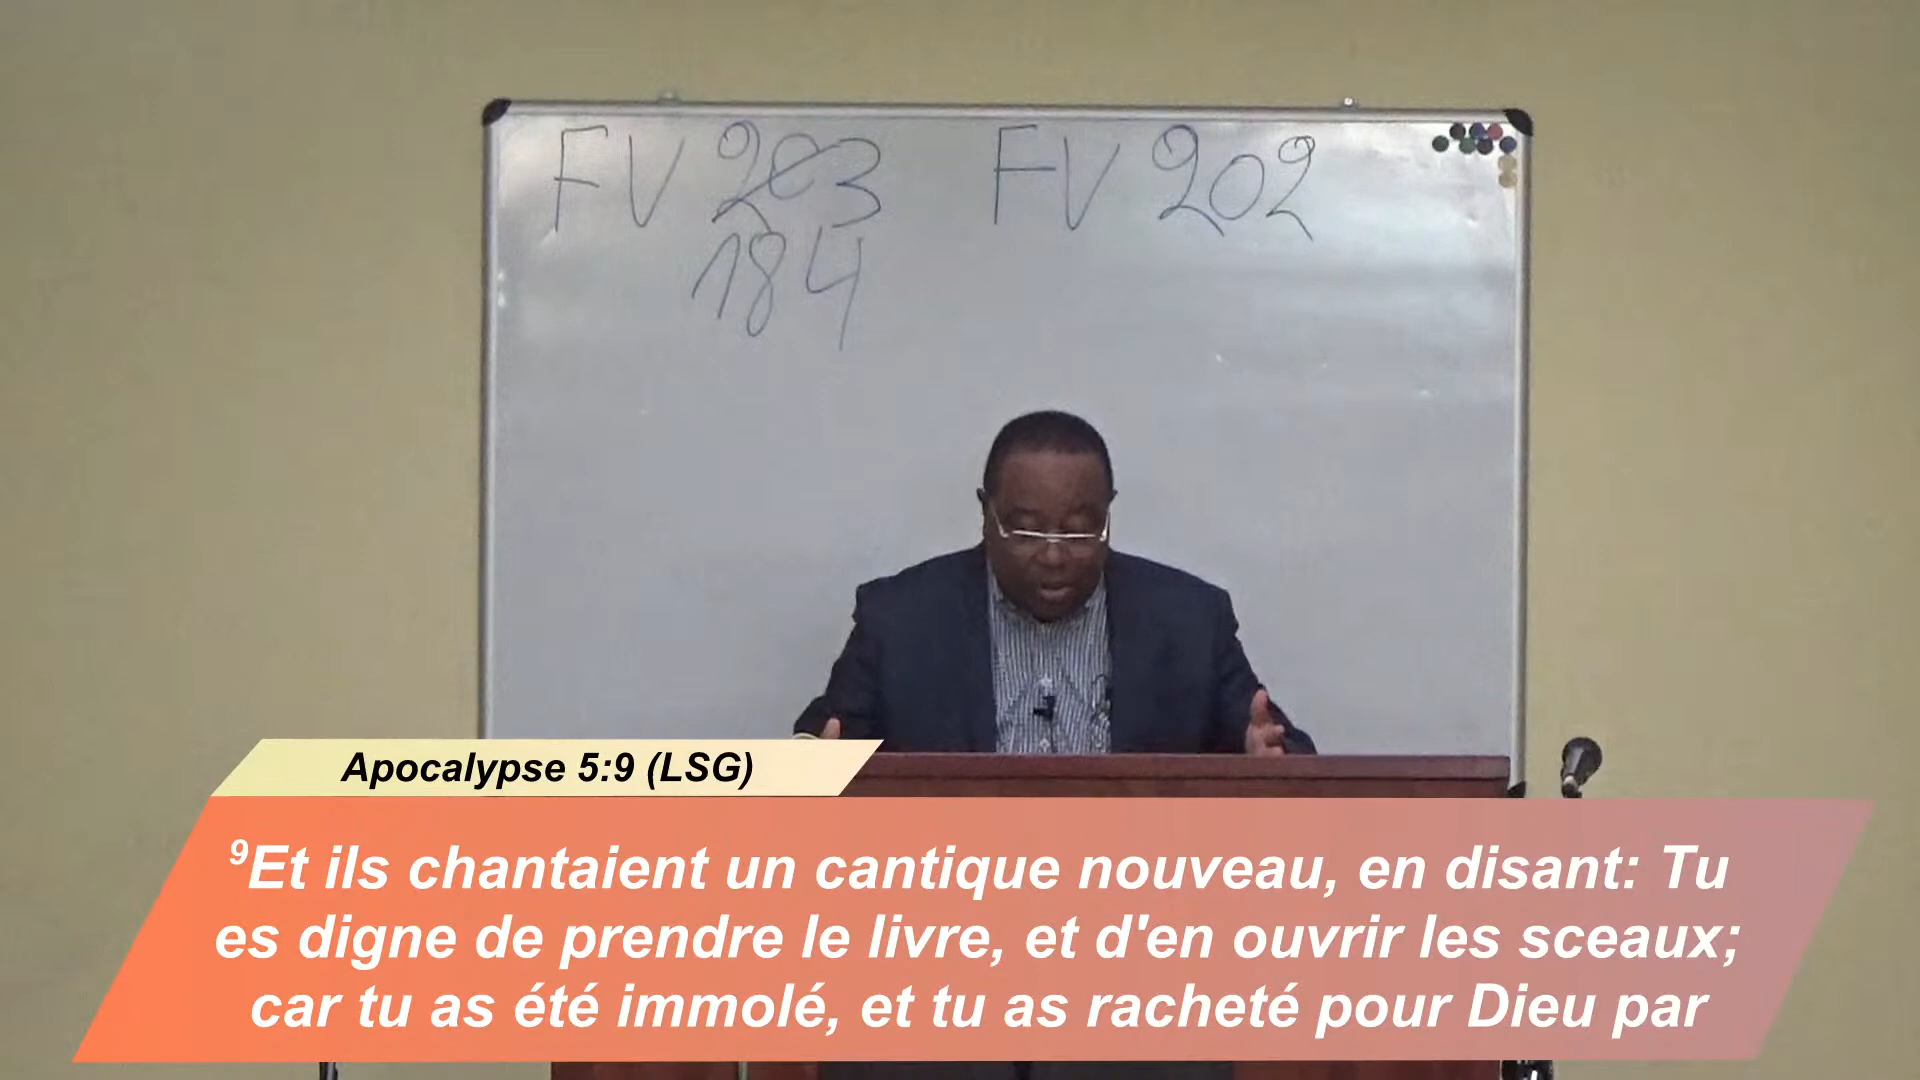 FV 203 FV 202
184
Apocalypse 5:9 (LSG)
⁹Et ils chantaient un cantique nouveau, en disant: Tu
es digne de prendre le livre, et d'en ouvrir les sceaux;
car tu as été immolé, et tu as racheté pour Dieu par